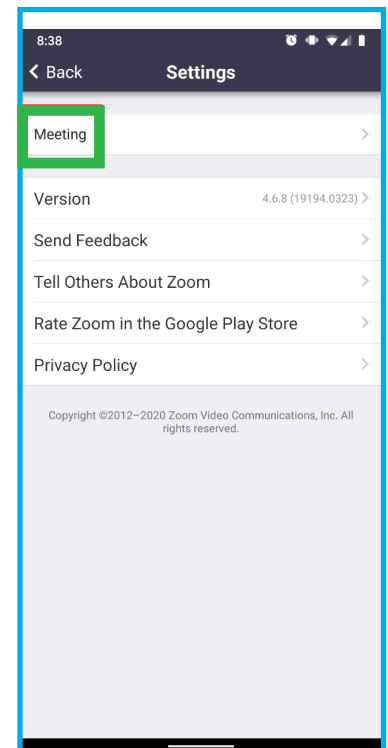 8:38
Back Settings
Meeting
Version 4.6.8 (19194.0323)
Send Feedback
Tell Others About Zoom
Rate Zoom in the Google Play Store
Privacy Policy
Copyright ©2012–2020 Zoom Video Communications, Inc. All
rights reserved.